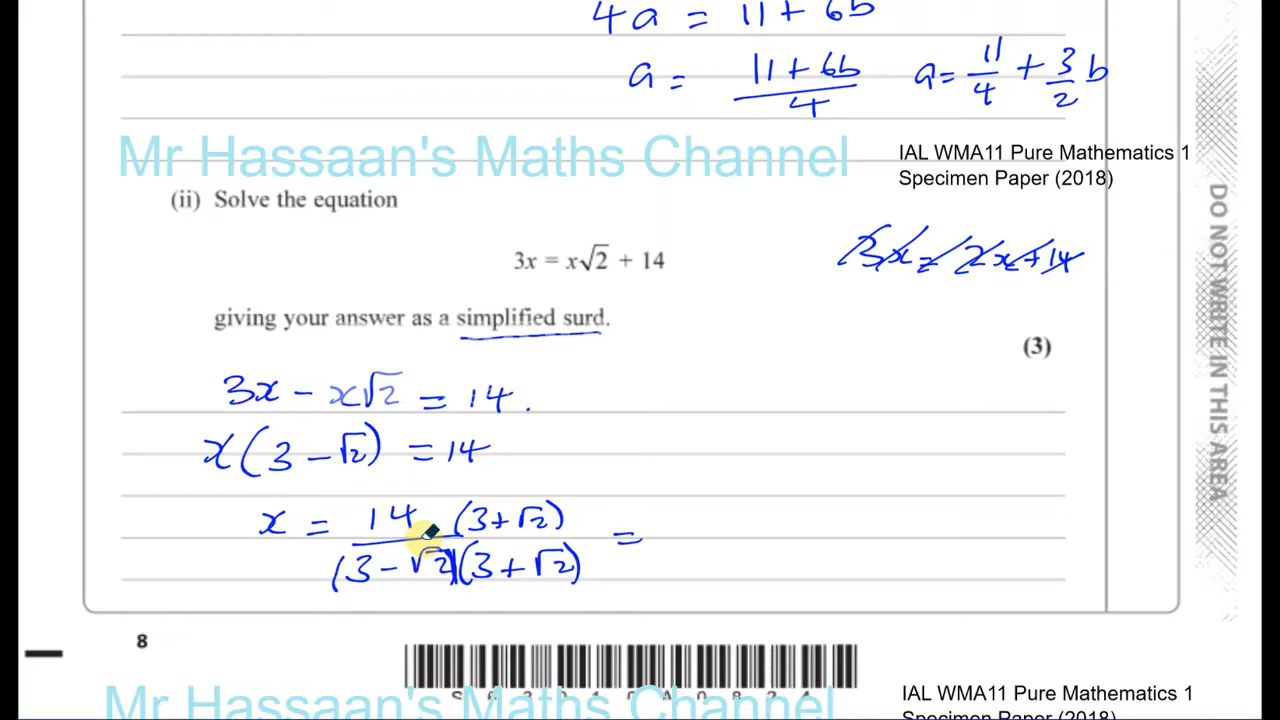 4a = 11 + 6b
a = 11 + 6b / 4 a = 11/4 + 3/2 b
Mr Hassaan's Maths Channel
IAL WMA11 Pure Mathematics 1
Specimen Paper (2018)
(ii) Solve the equation
3x = x√2 + 14
3x = 2x + 14
giving your answer as a simplified surd.
(3)
3x - x√2 = 14.
x(3 - √2) = 14
x = 14 (3+√2) / (3 - √2)(3 + √2) =
DO NOT WRITE IN THIS AREA
8
Mr Hassaan's Maths Channel
IAL WMA11 Pure Mathematics 1
Specimen Paper (2018)